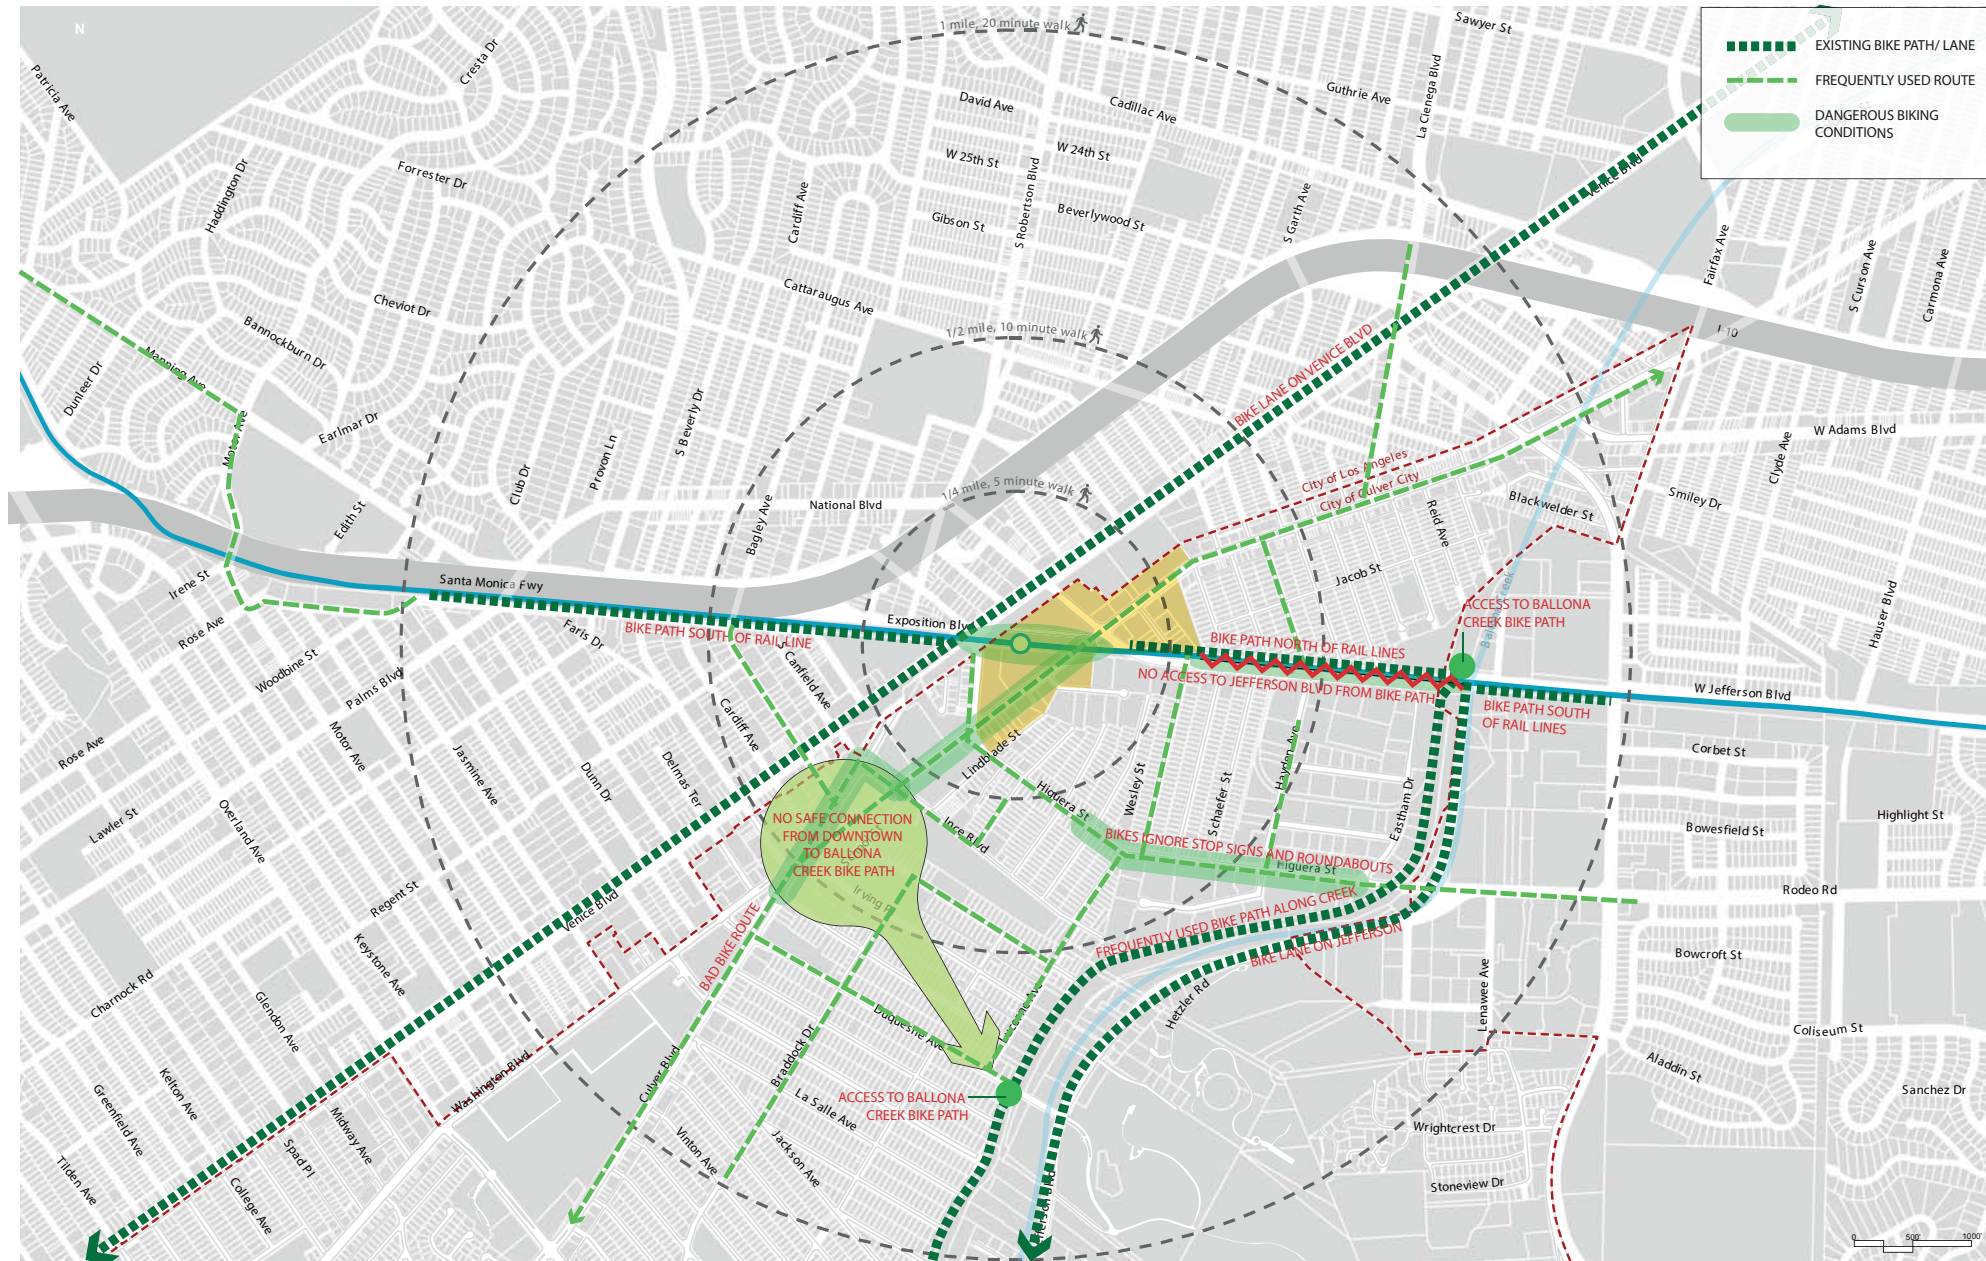 N
1 mile, 20 minute walk
Sawyer St
EXISTING BIKE PATH/ LANE
FREQUENTLY USED ROUTE
DANGEROUS BIKING
CONDITIONS
Patricia Ave
Cresta Dr
David Ave
Cadillac Ave
Guthrie Ave
La Cienega Blvd
W 25th St
W 24th St
Venice Blvd
Haddington Dr
Forrester Dr
Cardiff Ave
Gibson St
S Robertson Blvd
Beverlywood St
S Garth Ave
Fairfax Ave
S Curson Ave
Carmona Ave
Cheviot Dr
Cattaraugus Ave
Bannockburn Dr
1/2 mile, 10 minute walk
I-10
Manning Ave
Dunleer Dr
BIKE LANE ON VENICE BLVD
Motor Ave
Earlmar Dr
Provon Ln
S Beverly Dr
W Adams Blvd
Clyde Ave
City of Los Angeles
City of Culver City
Club Dr
National Blvd
1/4 mile, 5 minute walk
Edith St
Bagley Ave
Reid Ave
Blackwelder St
Smiley Dr
Irene St
Santa Monica Fwy
Jacob St
Ballona Creek
ACCESS TO BALLONA
CREEK BIKE PATH
Hauser Blvd
Rose Ave
Faris Dr
BIKE PATH SOUTH OF RAIL LINE
Exposition Blvd
BIKE PATH NORTH OF RAIL LINES
NO ACCESS TO JEFFERSON BLVD FROM BIKE PATH
Woodbine St
Palms Blvd
S Canfield Ave
W Jefferson Blvd
BIKE PATH SOUTH
OF RAIL LINES
Rose Ave
Motor Ave
Jasmine Ave
Cardiff Ave
Lindblade St
Corbet St
Dunn Dr
Delmas Ter
Higuera St
Wesley St
Schaefer St
Hayden Ave
Eastham Dr
Lawler St
Overland Ave
NO SAFE CONNECTION
FROM DOWNTOWN
TO BALLONA
CREEK BIKE PATH
Ince Blvd
BIKES IGNORE STOP SIGNS AND ROUNDABOUTS
Higuera St
Bowesfield St
Highlight St
Regent St
Venice Blvd
Irving Pl
Rodeo Rd
BAD BIKE ROUTE
FREQUENTLY USED BIKE PATH ALONG CREEK
BIKE LANE ON JEFFERSON
Keystone Ave
Charnock Rd
Glendon Ave
Bowcroft St
Lenawee Ave
Hetzler Rd
Duquesne Ave
Coliseum St
Braddock Dr
Culver Blvd
Washington Blvd
Kelton Ave
Greenfield Ave
Aladdin St
Sanchez Dr
ACCESS TO BALLONA
CREEK BIKE PATH
La Salle Ave
Midway Ave
Spad Pl
Vinton Ave
Jackson Ave
Wrightcrest Dr
Tilden Ave
College Ave
Stoneview Dr
0
500'
1000'